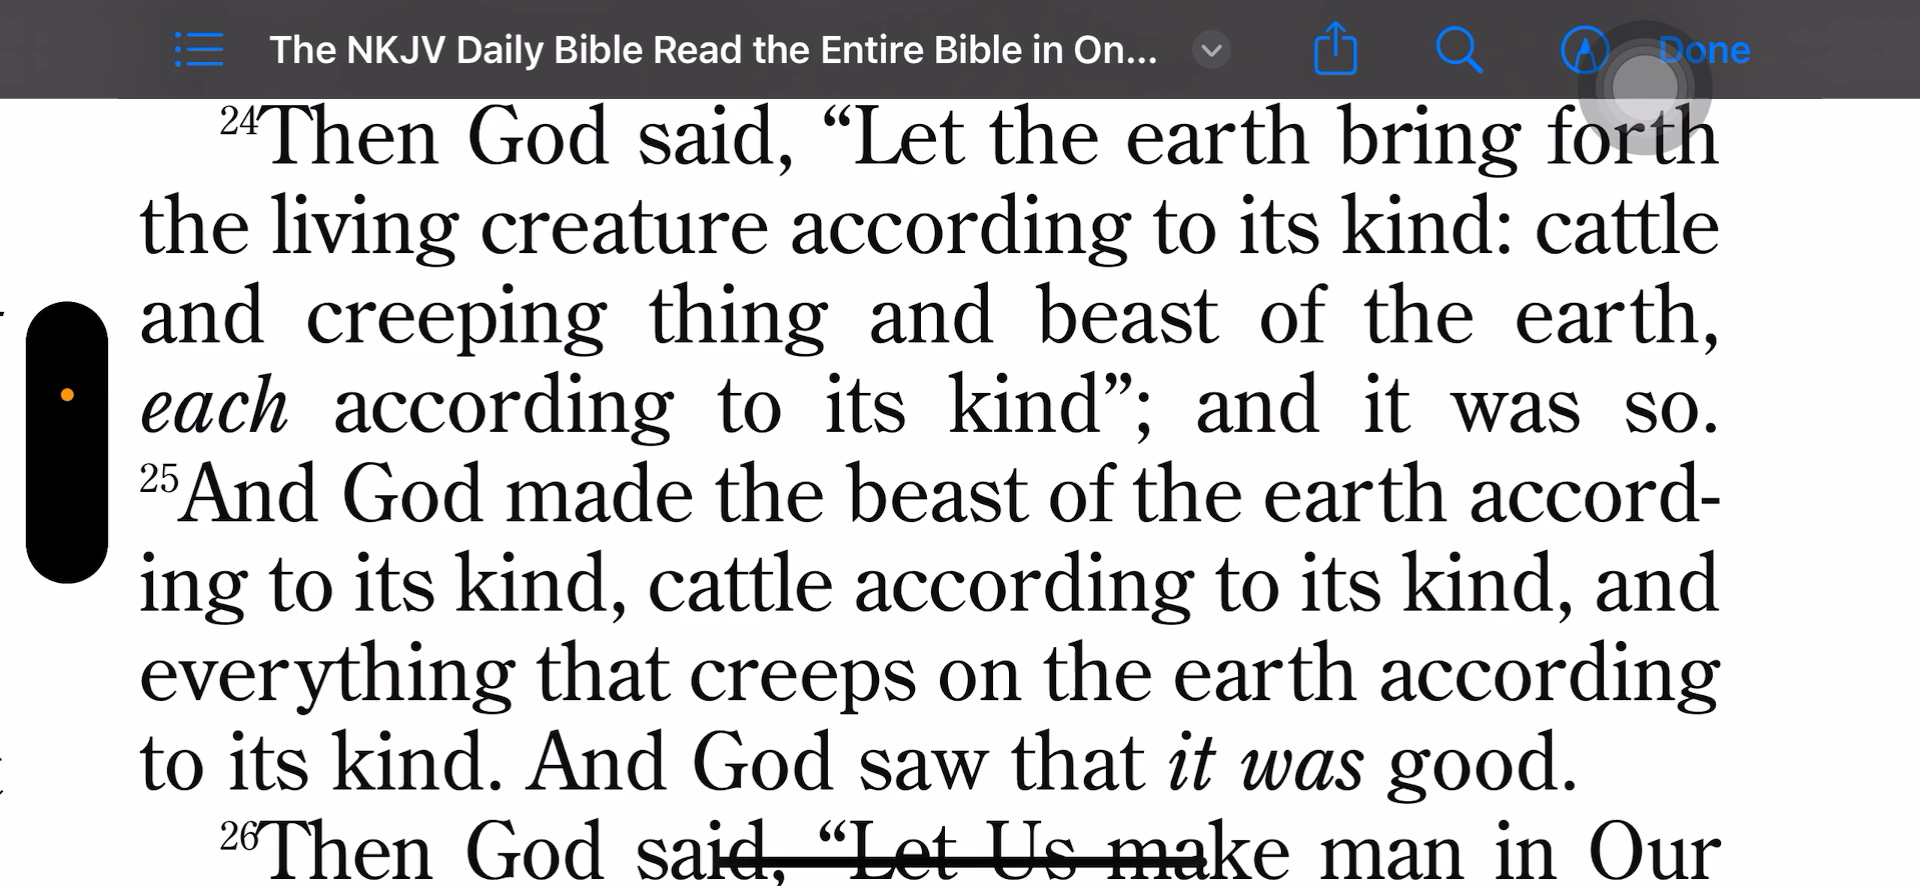 The NKJV Daily Bible Read the Entire Bible in On... Done
24Then God said, “Let the earth bring forth
the living creature according to its kind: cattle
and creeping thing and beast of the earth,
each according to its kind”; and it was so.
25And God made the beast of the earth accord-
ing to its kind, cattle according to its kind, and
everything that creeps on the earth according
to its kind. And God saw that it was good.
26Then God said, “Let Us make man in Our